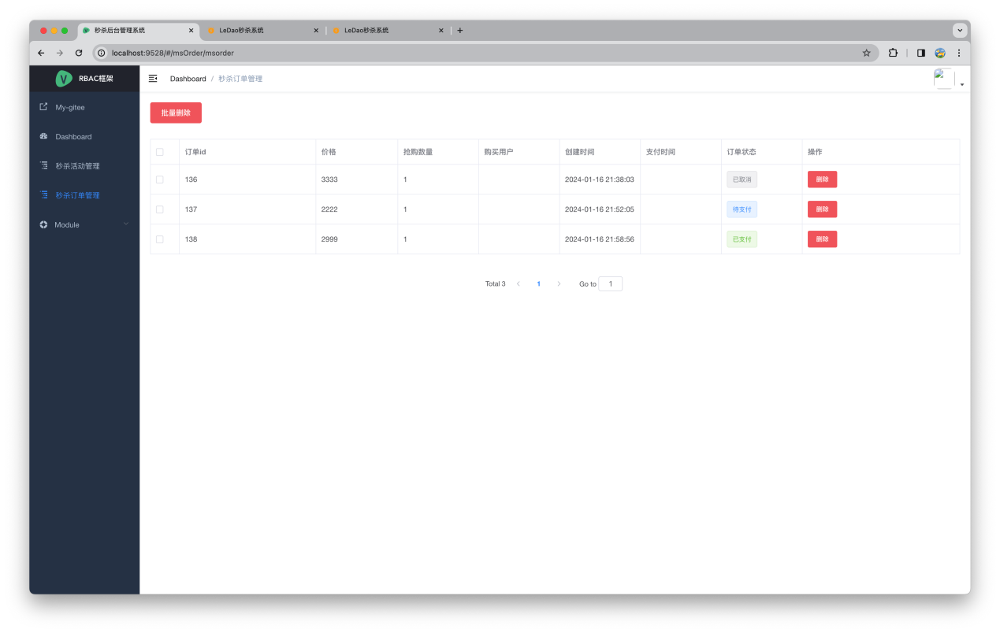 秒杀后台管理系统 LeDao秒杀系统 LeDao秒杀系统
localhost:9528/#/msOrder/msorder
RBAC框架
Dashboard / 秒杀订单管理
My-gitee
Dashboard
秒杀活动管理
秒杀订单管理
Module
批量删除
订单id 价格 抢购数量 购买用户 创建时间 支付时间 订单状态 操作
136 3333 1 2024-01-16 21:38:03 已取消 删除
137 2222 1 2024-01-16 21:52:05 待支付 删除
138 2999 1 2024-01-16 21:58:56 已支付 删除
Total 3 1 Go to 1